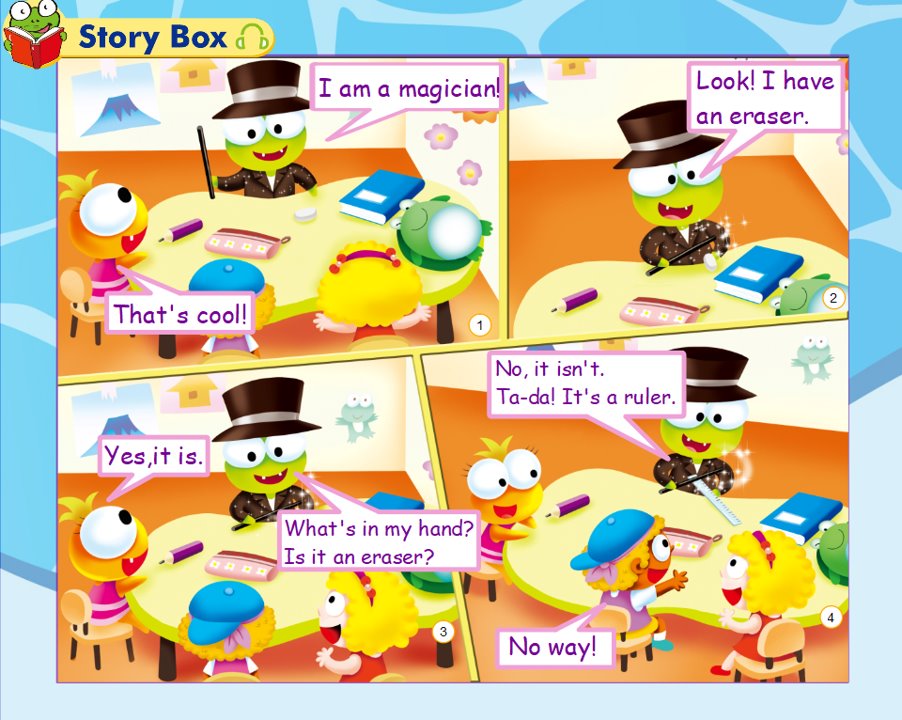 Story Box
I am a magician!
That's cool!
1
Look! I have
an eraser.
2
What's in my hand?
Is it an eraser?
Yes,it is.
3
No, it isn't.
Ta-da! It's a ruler.
No way!
4